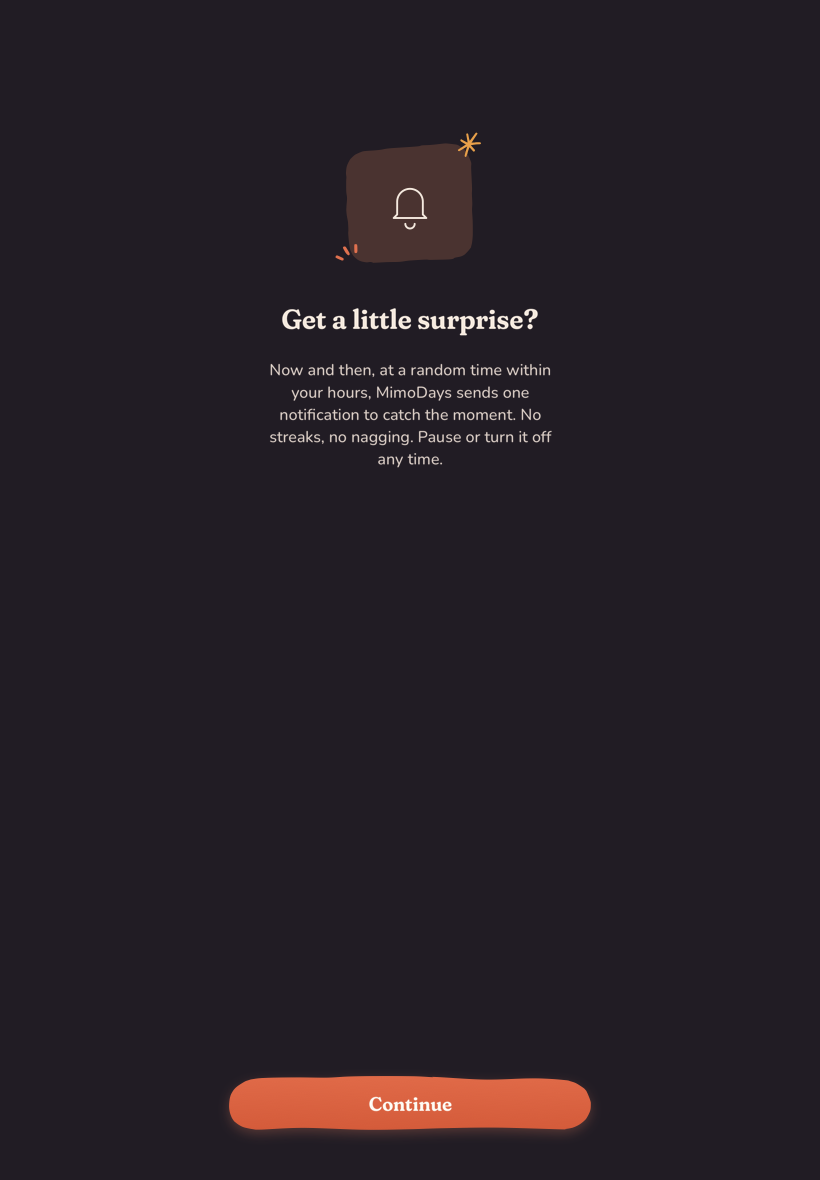 Get a little surprise?
Now and then, at a random time within
your hours, MimoDays sends one
notification to catch the moment. No
streaks, no nagging. Pause or turn it off
any time.
Continue